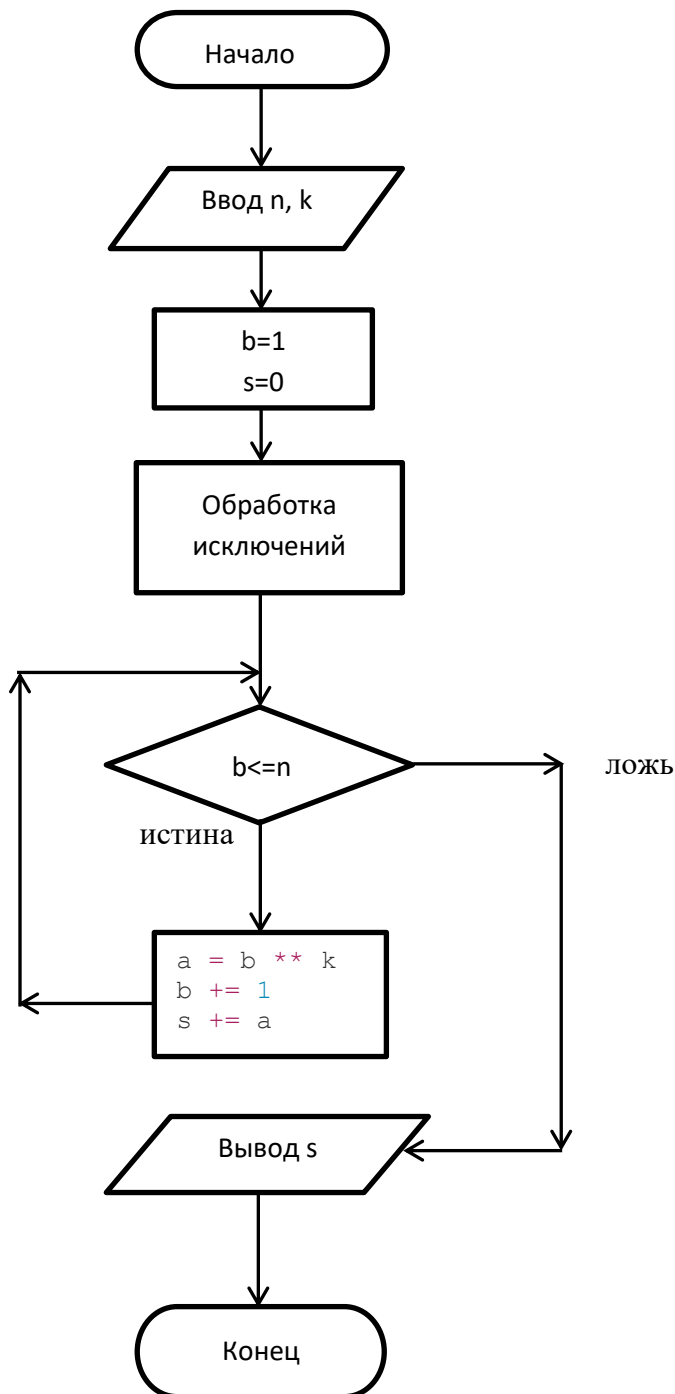 Начало
Ввод n, k
b=1
s=0
Обработка
исключений
b<=n
ложь
истина
a = b ** k
b += 1
s += a
Вывод s
Конец